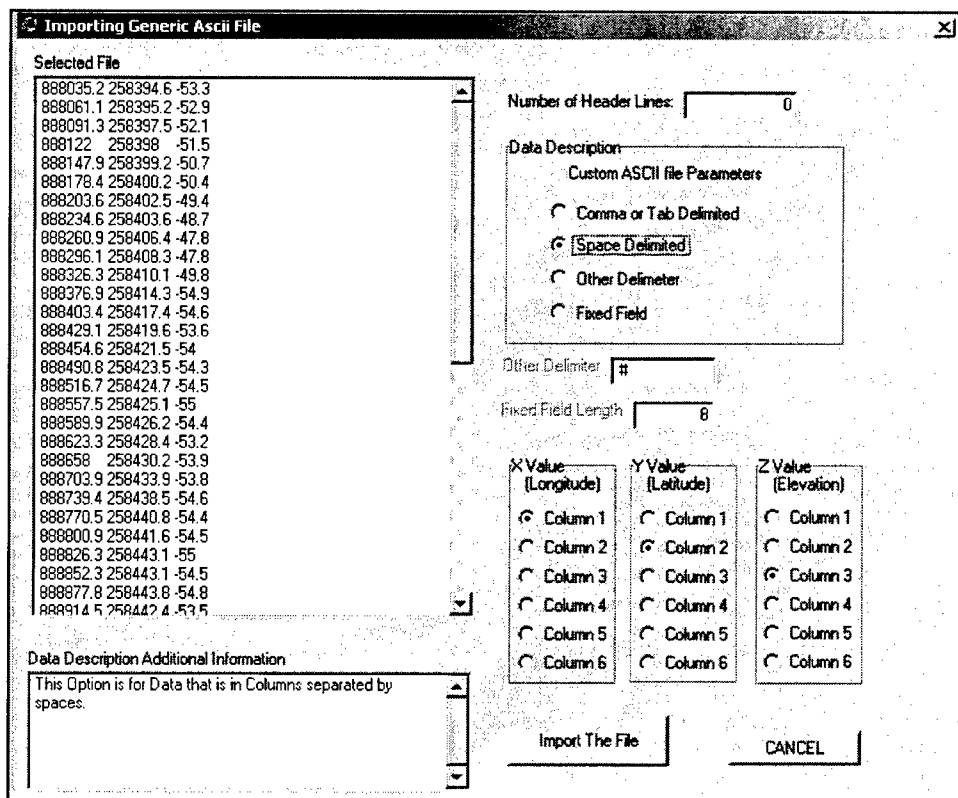 Importing Generic Ascii File
Selected File
888035.2 258394.6 -53.3
888061.1 258395.2 -52.9
888091.3 258397.5 -52.1
888122 258398 -51.5
888147.9 258399.2 -50.7
888178.4 258400.2 -50.4
888203.6 258402.5 -49.4
888234.6 258403.6 -48.7
888260.9 258406.4 -47.8
888296.1 258408.3 -47.8
888326.3 258410.1 -49.8
888376.9 258414.3 -54.9
888403.4 258417.4 -54.6
888429.1 258419.6 -53.6
888454.6 258421.5 -54
888490.8 258423.5 -54.3
888516.7 258424.7 -54.5
888557.5 258425.1 -55
888589.9 258426.2 -54.4
888623.3 258428.4 -53.2
888658 258430.2 -53.9
888703.9 258433.9 -53.8
888739.4 258438.5 -54.6
888770.5 258440.8 -54.4
888800.9 258441.6 -54.5
888826.3 258443.1 -55
888852.3 258443.1 -54.5
888877.8 258443.8 -54.8
888914.5 258442.4 -53.5
Data Description Additional Information
This Option is for Data that is in Columns separated by
spaces.
Number of Header Lines: 0
Data Description
Custom ASCII file Parameters
Comma or Tab Delimited
Space Delimited
Other Delimeter
Fixed Field
Other Delimiter #
Fixed Field Length 8
X Value
(Longitude)
Column 1
Column 2
Column 3
Column 4
Column 5
Column 6
Y Value
(Latitude)
Column 1
Column 2
Column 3
Column 4
Column 5
Column 6
Z Value
(Elevation)
Column 1
Column 2
Column 3
Column 4
Column 5
Column 6
Import The File
CANCEL